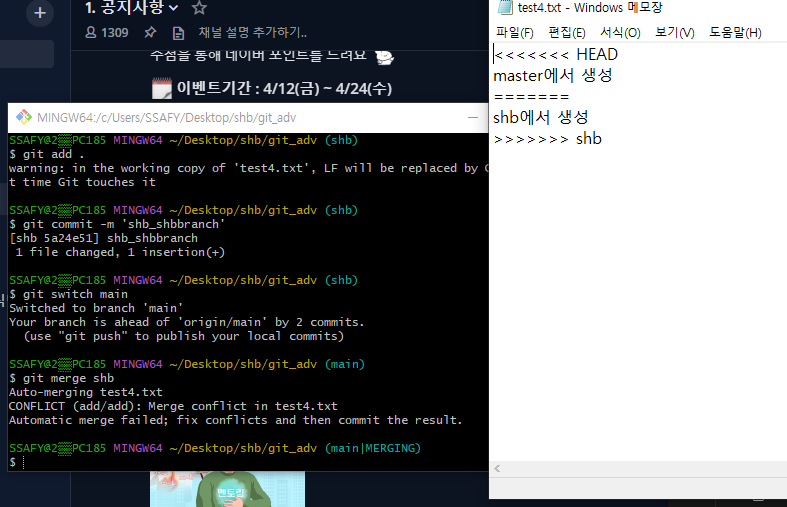 1. 공지사항
1309
채널 설명 추가하기..
추첨을 통해 네이버 포인트를 드려요
이벤트기간 : 4/12(금) ~ 4/24(수)
MINGW64:/c/Users/SSAFY/Desktop/shb/git_adv
SSAFY@2▒▒PC185 MINGW64 ~/Desktop/shb/git_adv (shb)
$ git add .
warning: in the working copy of 'test4.txt', LF will be replaced by
t time Git touches it
SSAFY@2▒▒PC185 MINGW64 ~/Desktop/shb/git_adv (shb)
$ git commit -m 'shb_shbbranch'
[shb 5a24e51] shb_shbbranch
1 file changed, 1 insertion(+)
SSAFY@2▒▒PC185 MINGW64 ~/Desktop/shb/git_adv (shb)
$ git switch main
Switched to branch 'main'
Your branch is ahead of 'origin/main' by 2 commits.
(use "git push" to publish your local commits)
SSAFY@2▒▒PC185 MINGW64 ~/Desktop/shb/git_adv (main)
$ git merge shb
Auto-merging test4.txt
CONFLICT (add/add): Merge conflict in test4.txt
Automatic merge failed; fix conflicts and then commit the result.
SSAFY@2▒▒PC185 MINGW64 ~/Desktop/shb/git_adv (main|MERGING)
$
멘토링
test4.txt - Windows 메모장
파일(F) 편집(E) 서식(O) 보기(V) 도움말(H)
<<<<<<< HEAD
master에서 생성
=======
shb에서 생성
>>>>>>> shb